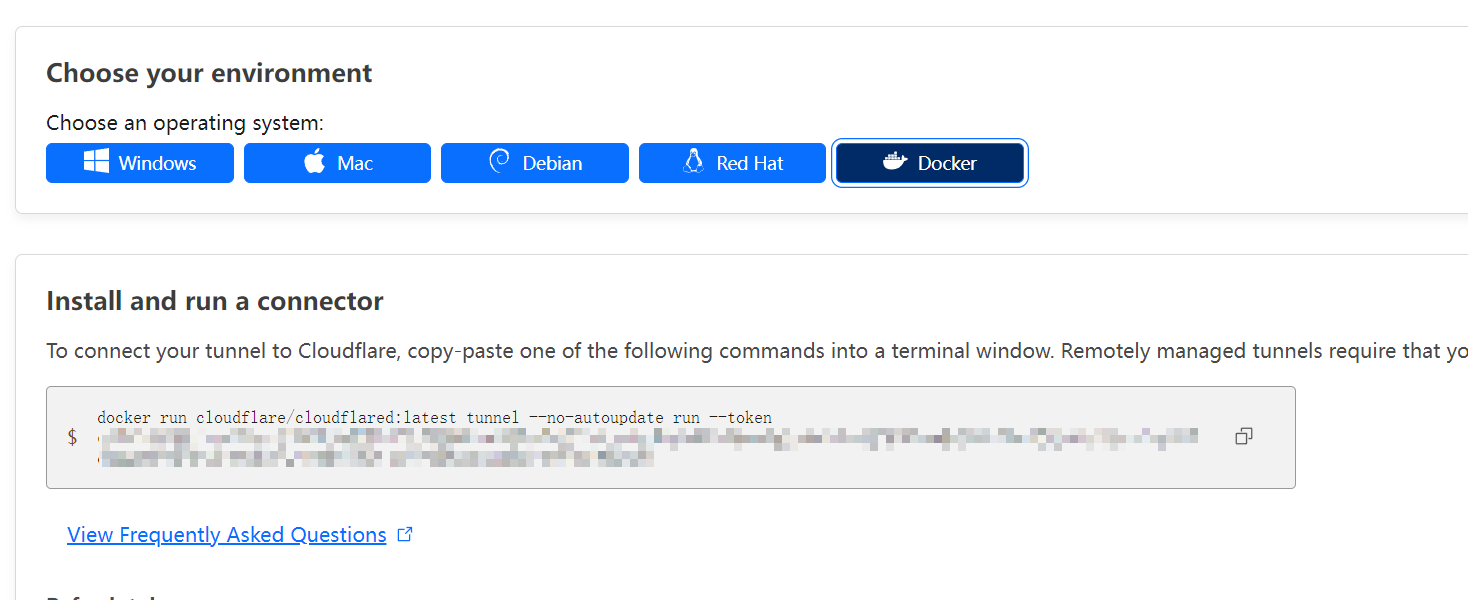 Choose your environment
Choose an operating system:
Windows Mac Debian Red Hat Docker
Install and run a connector
To connect your tunnel to Cloudflare, copy-paste one of the following commands into a terminal window. Remotely managed tunnels require that yo
docker run cloudflare/cloudflared:latest tunnel --no-autoupdate run --token
$
View Frequently Asked Questions